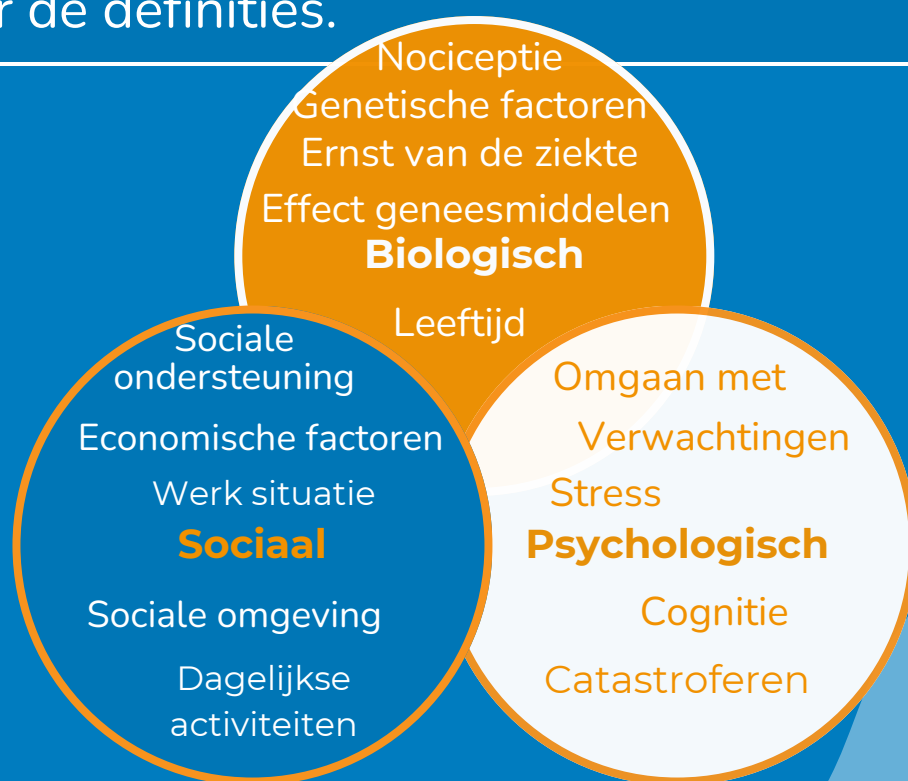 r de definities.
Nociceptie
Genetische factoren
Ernst van de ziekte
Effect geneesmiddelen
Biologisch
Leeftijd
Sociale
ondersteuning
Economische factoren
Werk situatie
Sociaal
Sociale omgeving
Dagelijkse
activiteiten
Omgaan met
Verwachtingen
Stress
Psychologisch
Cognitie
Catastroferen